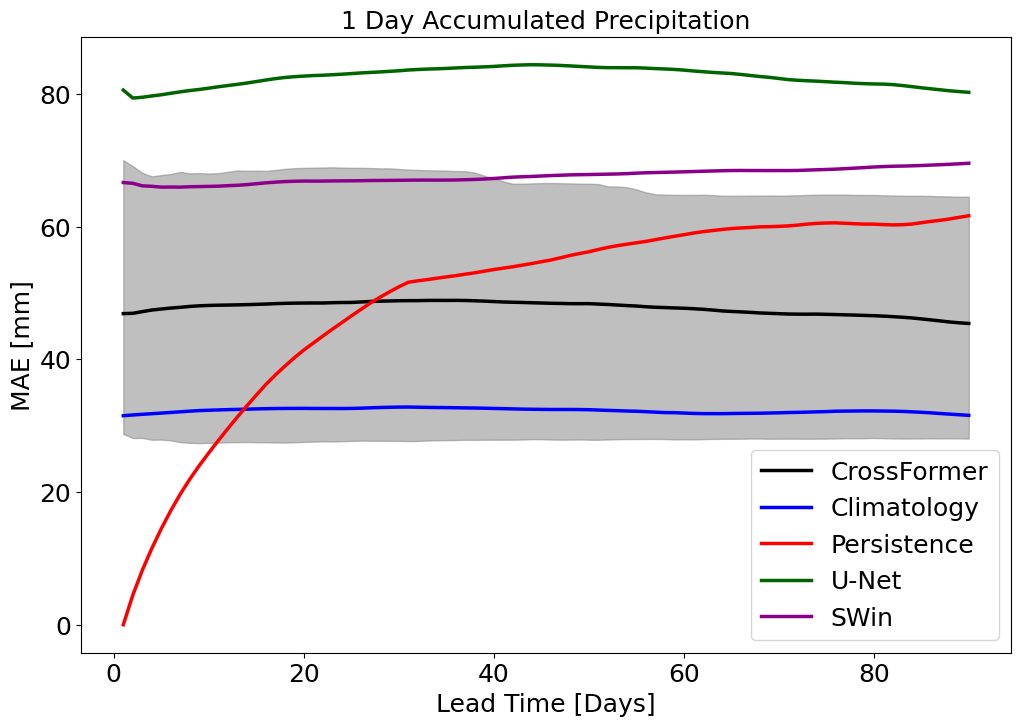 1 Day Accumulated Precipitation
MAE [mm]
80
60
40
20
0
0 20 40 60 80
Lead Time [Days]
CrossFormer
Climatology
Persistence
U-Net
SWin